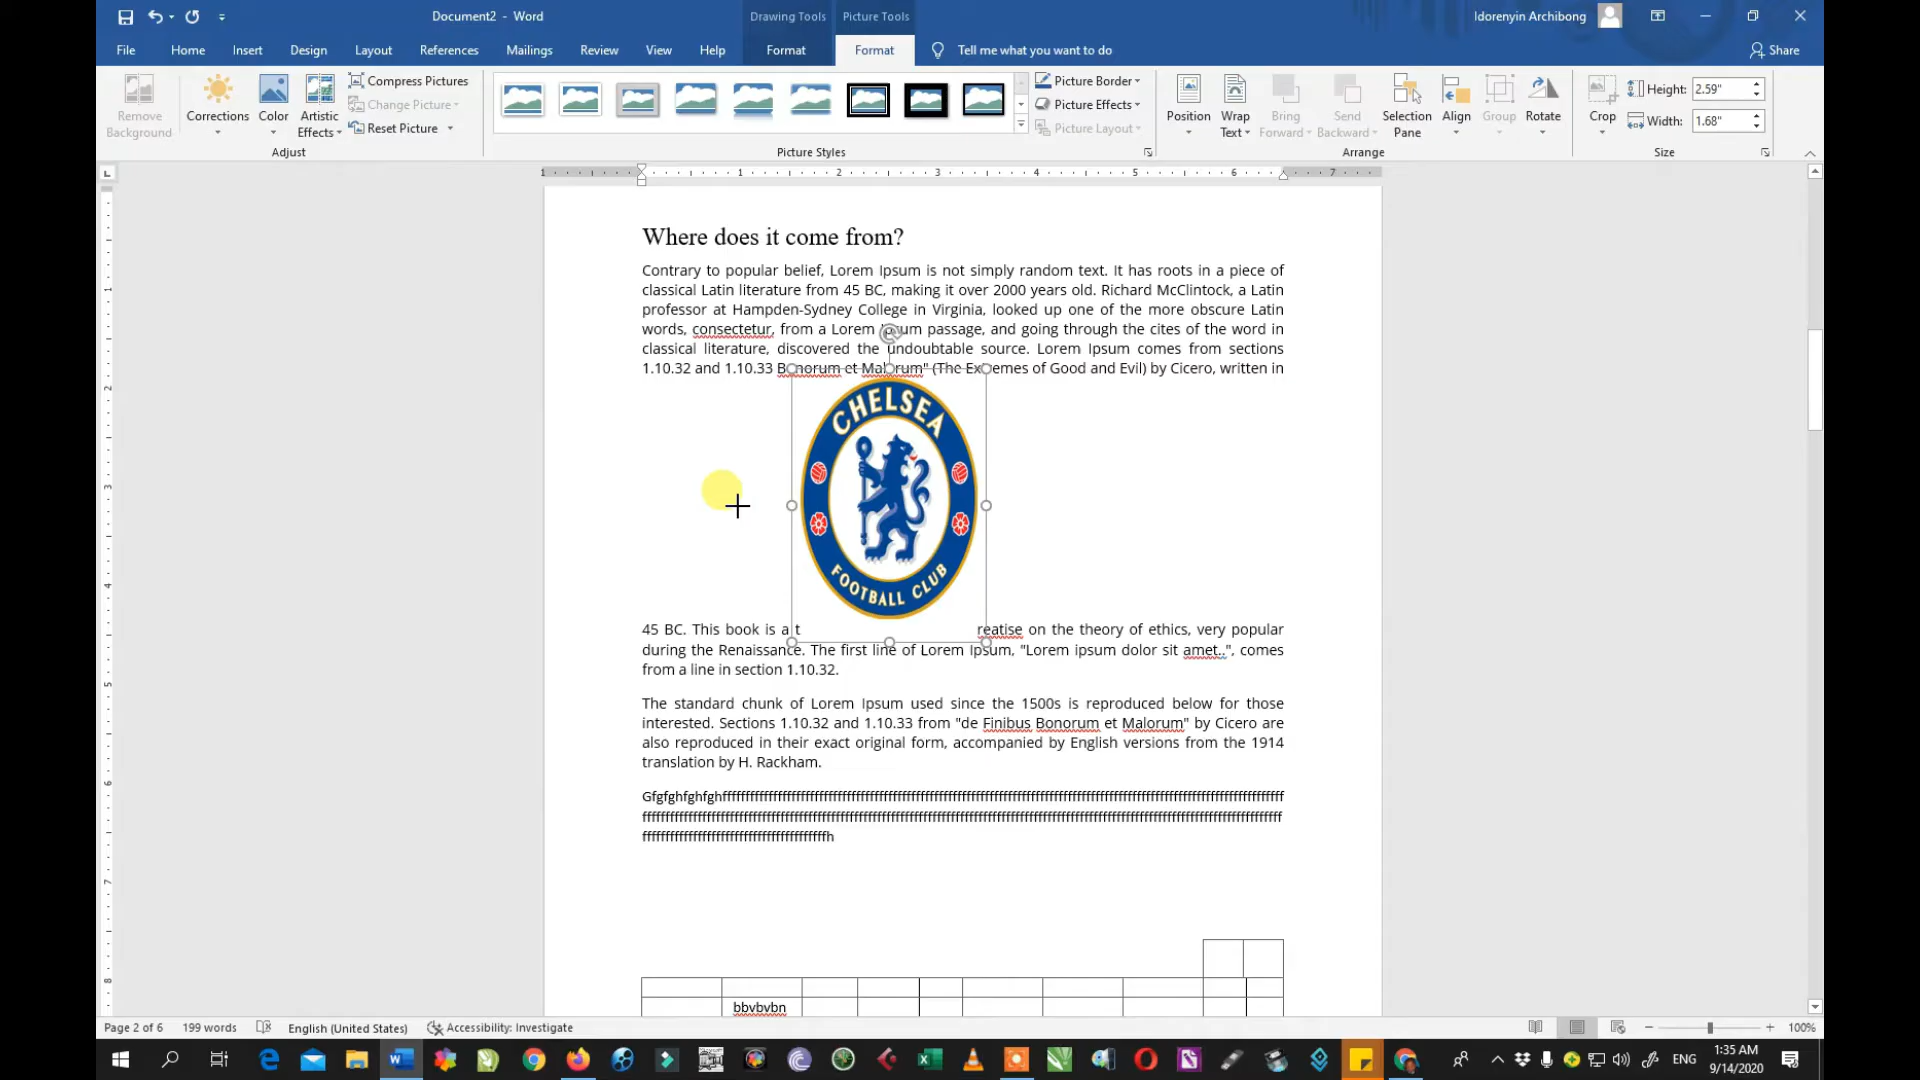 Document2 - Word
Drawing Tools
Picture Tools
Idorenyin Archibong
File
Home
Insert
Design
Layout
References
Mailings
Review
View
Help
Format
Format
Tell me what you want to do
Share
Remove Background
Corrections
Color
Artistic Effects
Compress Pictures
Change Picture
Reset Picture
Adjust
Picture Styles
Picture Border
Picture Effects
Picture Layout
Position
Wrap Text
Bring Forward
Send Backward
Selection Pane
Align
Group
Rotate
Arrange
Crop
Height: 2.59"
Width: 1.68"
Size
Where does it come from?
Contrary to popular belief, Lorem Ipsum is not simply random text. It has roots in a piece of
classical Latin literature from 45 BC, making it over 2000 years old. Richard McClintock, a Latin
professor at Hampden-Sydney College in Virginia, looked up one of the more obscure Latin
words, consectetur, from a Lorem Ipsum passage, and going through the cites of the word in
classical literature, discovered the undoubtable source. Lorem Ipsum comes from sections
1.10.32 and 1.10.33 Bonorum et Malorum" (The Extremes of Good and Evil) by Cicero, written in
CHELSEA
FOOTBALL CLUB
45 BC. This book is a t reatise on the theory of ethics, very popular
during the Renaissance. The first line of Lorem Ipsum, "Lorem ipsum dolor sit amet..", comes
from a line in section 1.10.32.
The standard chunk of Lorem Ipsum used since the 1500s is reproduced below for those
interested. Sections 1.10.32 and 1.10.33 from "de Finibus Bonorum et Malorum" by Cicero are
also reproduced in their exact original form, accompanied by English versions from the 1914
translation by H. Rackham.
bbvbvbn
Page 2 of 6
199 words
English (United States)
Accessibility: Investigate
100%
ENG
1:35 AM
9/14/2020